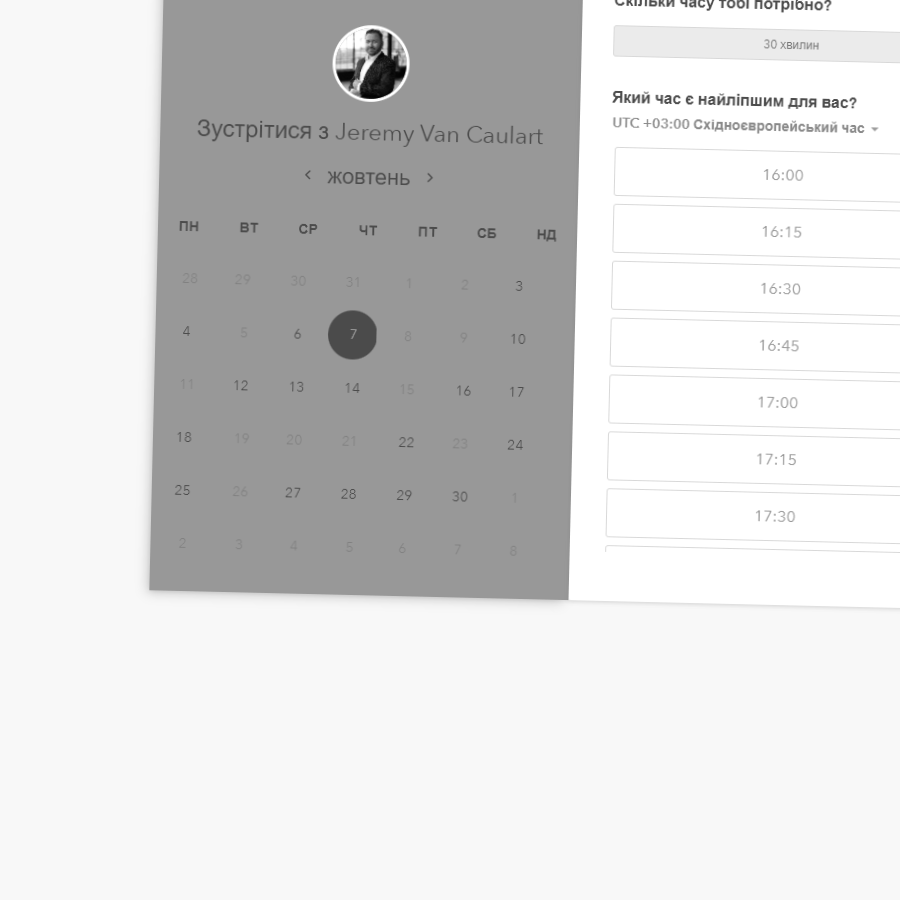 Зустрітися з Jeremy Van Caulart
‹ жовтень ›
ПН ВТ СР ЧТ ПТ СБ НД
28 29 30 31 1 2 3
4 5 6 7 8 9 10
11 12 13 14 15 16 17
18 19 20 21 22 23 24
25 26 27 28 29 30 1
2 3 4 5 6 7 8
Скільки часу тобі потрібно?
30 хвилин
Який час є найліпшим для вас?
UTC +03:00 Східноєвропейський час
16:00
16:15
16:30
16:45
17:00
17:15
17:30